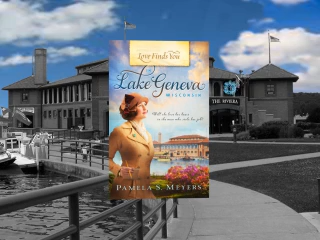 Love Finds You
in
Lake Geneva
WISCONSIN
PAMELA S. MEYERS
THE RIVIERA